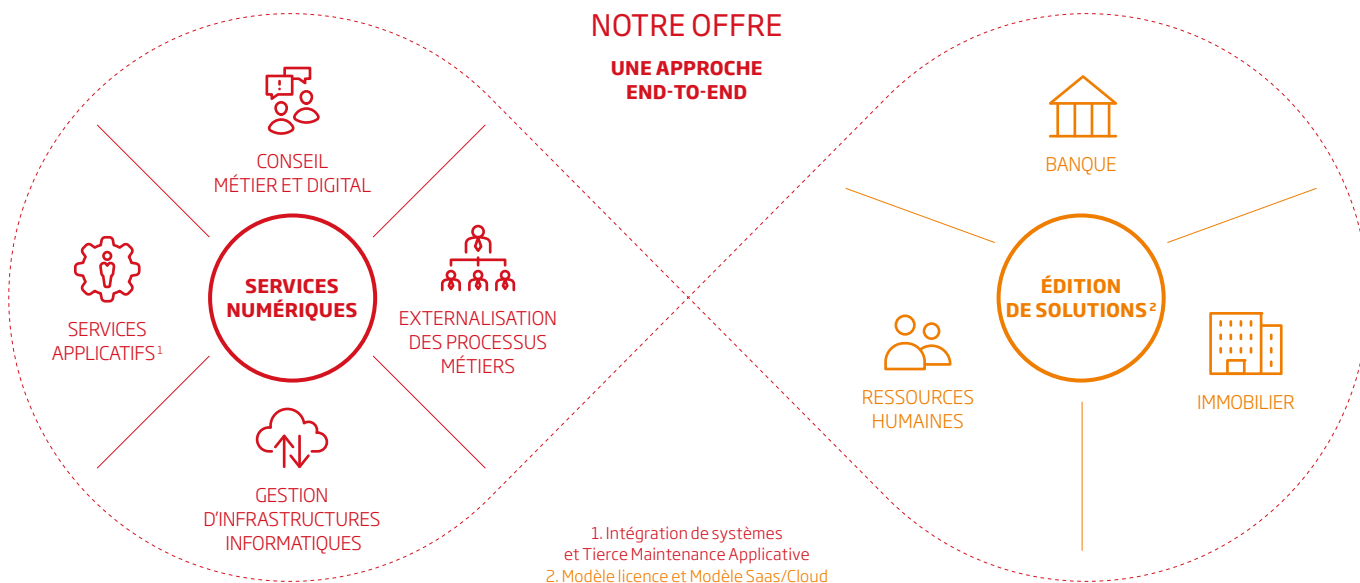 NOTRE OFFRE
UNE APPROCHE
END-TO-END
CONSEIL
MÉTIER ET DIGITAL
SERVICES
APPLICATIFS¹
SERVICES
NUMÉRIQUES
EXTERNALISATION
DES PROCESSUS
MÉTIERS
GESTION
D'INFRASTRUCTURES
INFORMATIQUES
BANQUE
ÉDITION
DE SOLUTIONS²
RESSOURCES
HUMAINES
IMMOBILIER
1. Intégration de systèmes
et Tierce Maintenance Applicative
2. Modèle licence et Modèle Saas/Cloud